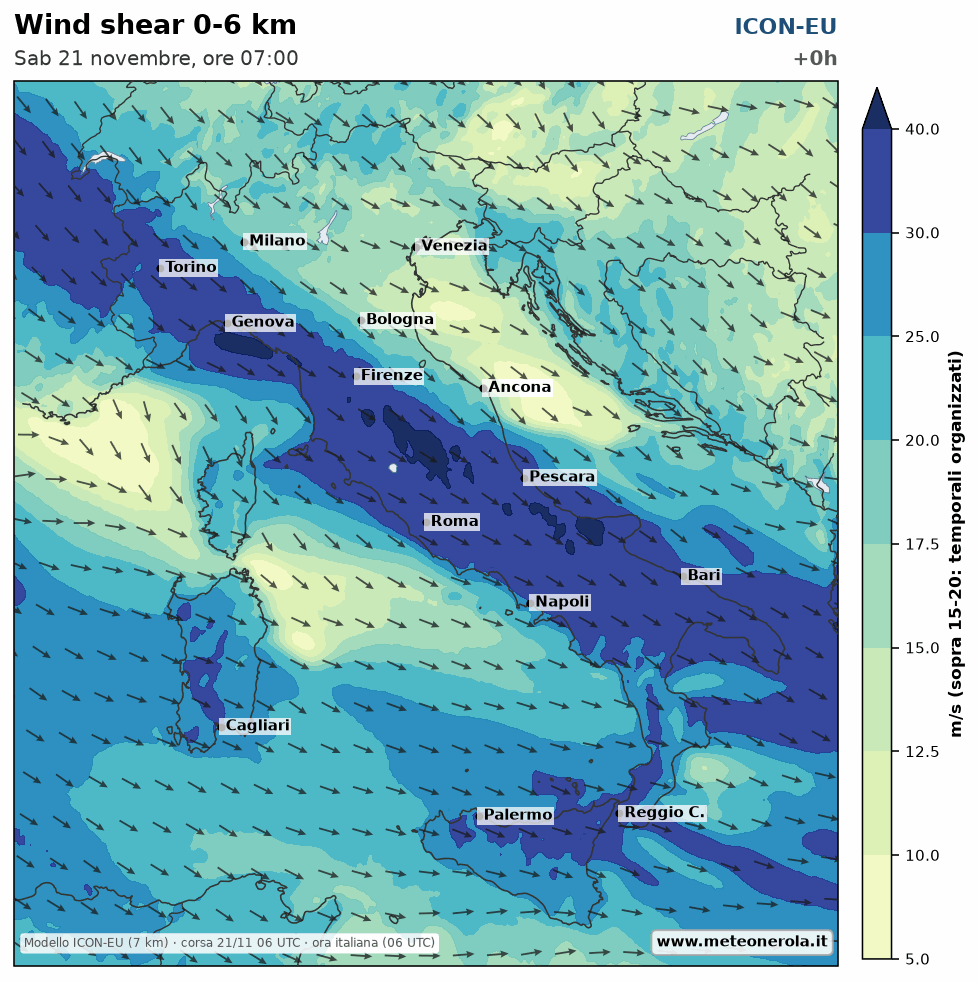 Wind shear 0-6 km
ICON-EU
Sab 21 novembre, ore 07:00
+0h
40.0
30.0
25.0
20.0
17.5
15.0
12.5
10.0
5.0
m/s (sopra 15-20: temporali organizzati)
Milano
Venezia
Torino
Genova
Bologna
Firenze
Ancona
Pescara
Roma
Bari
Napoli
Cagliari
Palermo
Reggio C.
Modello ICON-EU (7 km) · corsa 21/11 06 UTC · ora italiana (06 UTC)
www.meteonerola.it